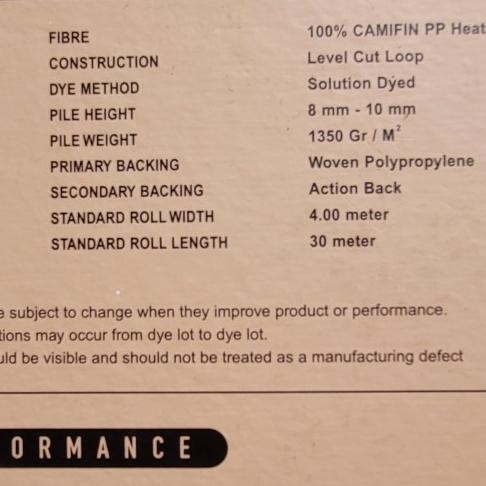 FIBRE 100% CAMIFIN PP Heat
CONSTRUCTION Level Cut Loop
DYE METHOD Solution Dyed
PILE HEIGHT 8 mm - 10 mm
PILE WEIGHT 1350 Gr / M²
PRIMARY BACKING Woven Polypropylene
SECONDARY BACKING Action Back
STANDARD ROLL WIDTH 4.00 meter
STANDARD ROLL LENGTH 30 meter
e subject to change when they improve product or performance.
tions may occur from dye lot to dye lot.
uld be visible and should not be treated as a manufacturing defect
ORMANCE